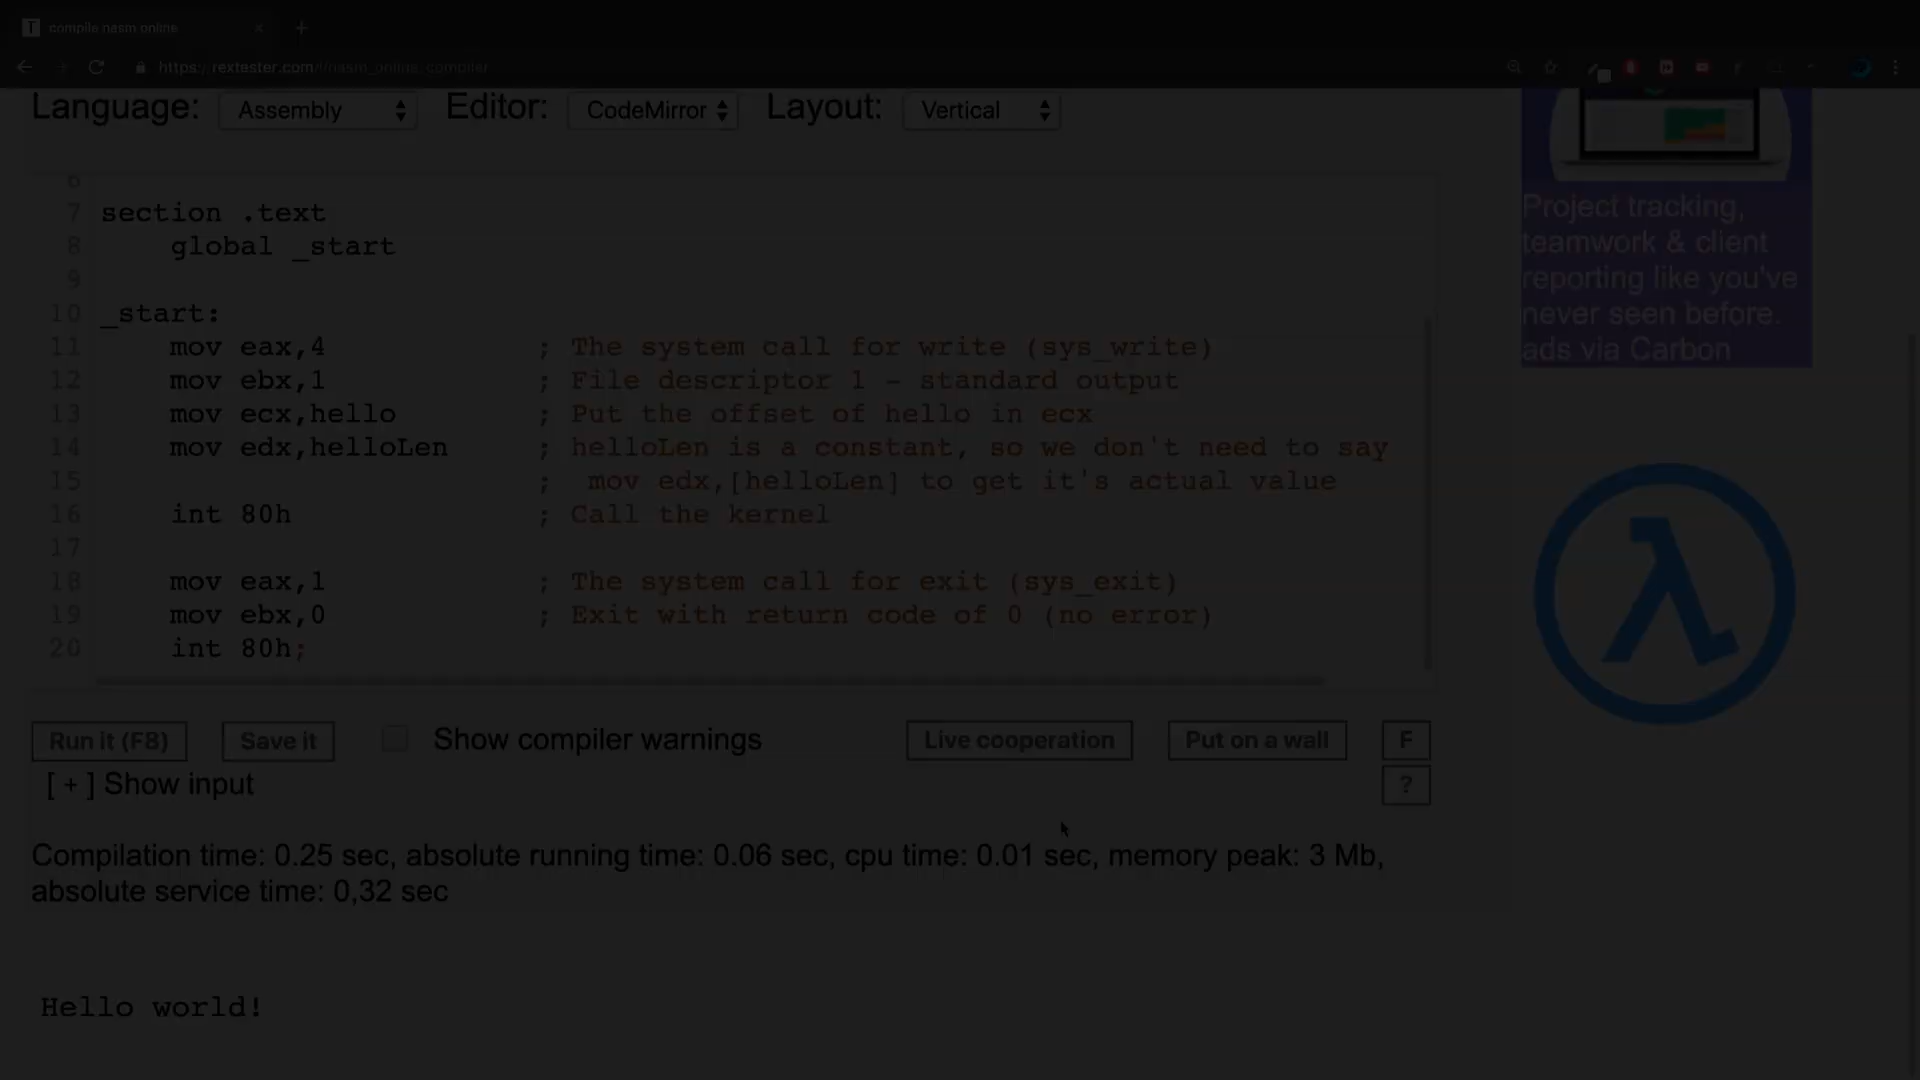 compile nasm online
https://rextester.com/l/nasm_online_compiler
Language: Assembly Editor: CodeMirror Layout: Vertical
6
7 section .text
8 global _start
9
10 _start:
11 mov eax,4 ; The system call for write (sys_write)
12 mov ebx,1 ; File descriptor 1 - standard output
13 mov ecx,hello ; Put the offset of hello in ecx
14 mov edx,helloLen ; helloLen is a constant, so we don't need to say
15 ; mov edx,[helloLen] to get it's actual value
16 int 80h ; Call the kernel
17
18 mov eax,1 ; The system call for exit (sys_exit)
19 mov ebx,0 ; Exit with return code of 0 (no error)
20 int 80h;
Run it (F8) Save it Show compiler warnings Live cooperation Put on a wall F
[ + ] Show input ?
Compilation time: 0.25 sec, absolute running time: 0.06 sec, cpu time: 0.01 sec, memory peak: 3 Mb,
absolute service time: 0,32 sec
Hello world!
Project tracking,
teamwork & client
reporting like you've
never seen before.
ads via Carbon